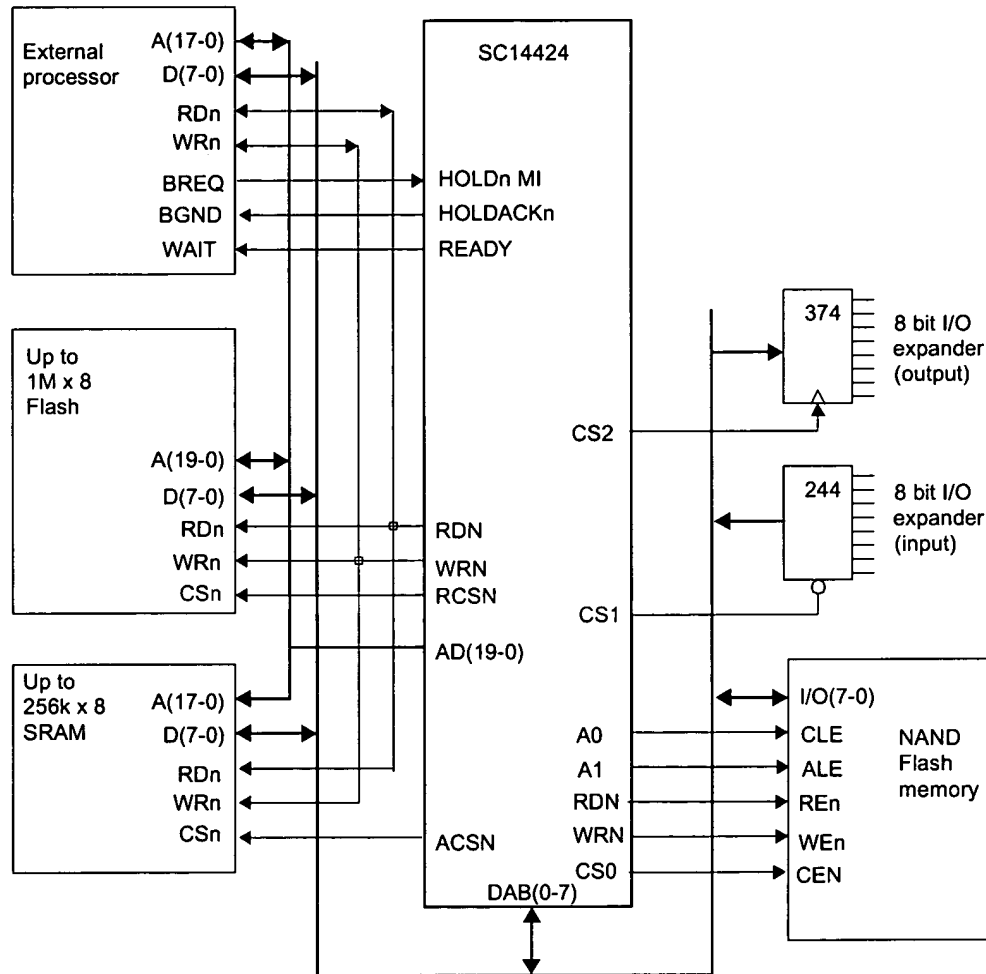 External
processor
A(17-0)
D(7-0)
RDn
WRn
BREQ
BGND
WAIT
Up to
1M x 8
Flash
A(19-0)
D(7-0)
RDn
WRn
CSn
Up to
256k x 8
SRAM
A(17-0)
D(7-0)
RDn
WRn
CSn
SC14424
HOLDn MI
HOLDACKn
READY
RDN
WRN
RCSN
AD(19-0)
ACSN
CS2
CS1
A0
A1
RDN
WRN
CS0
DAB(0-7)
374
8 bit I/O
expander
(output)
244
8 bit I/O
expander
(input)
I/O(7-0)
CLE
ALE
REn
WEn
CEN
NAND
Flash
memory